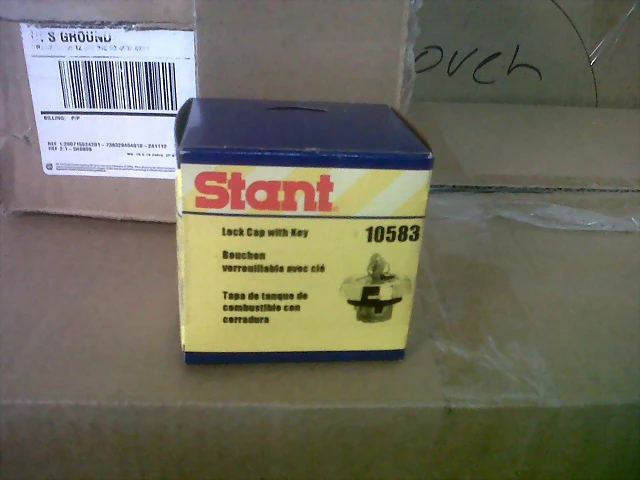 S GROUND
BILLING: P/P
over
Stant
Lock Cap with Key
10583
Bouchon
verrouillable avec clé
Tapa de tanque de
combustible con
cerradura